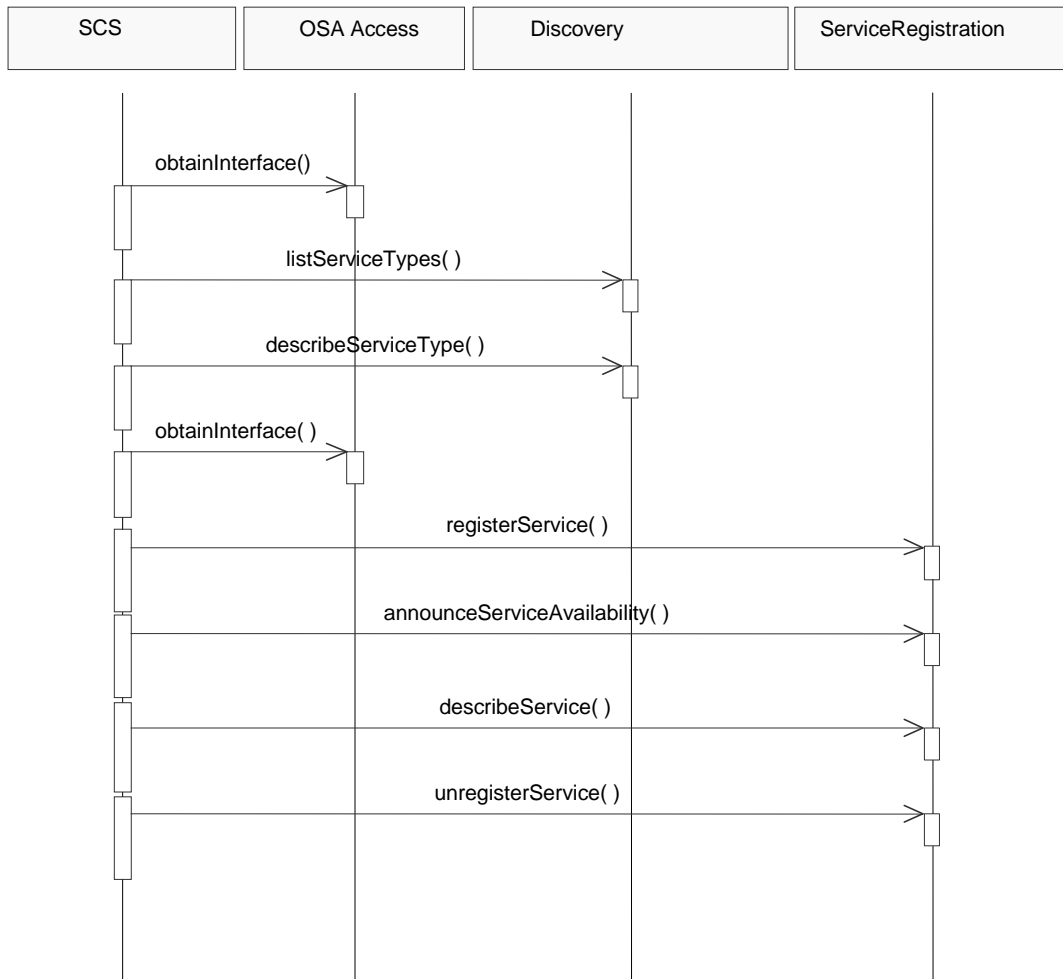 SCS
OSA Access
Discovery
ServiceRegistration
obtainInterface()
listServiceTypes( )
describeServiceType( )
obtainInterface( )
registerService( )
announceServiceAvailability( )
describeService( )
unregisterService( )